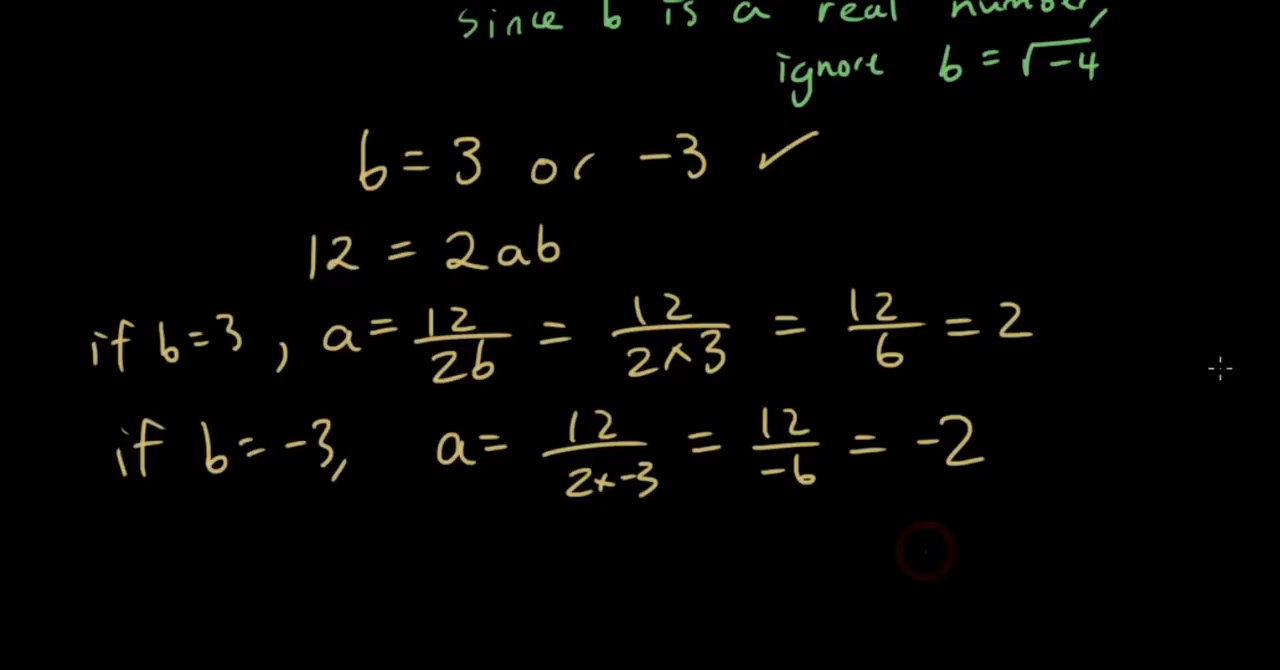 since b is a real number,
ignore b = √-4
b = 3 or -3 ✓
12 = 2ab
if b = 3, a = 12/2b = 12/2×3 = 12/6 = 2
if b = -3, a = 12/2×-3 = 12/-6 = -2